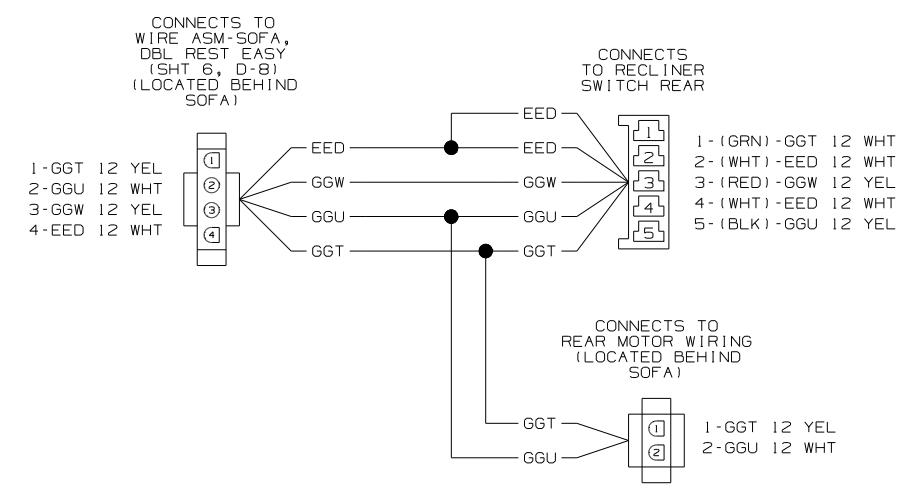 CONNECTS TO
WIRE ASM-SOFA,
DBL REST EASY
(SHT 6, D-8)
(LOCATED BEHIND
SOFA)
1-GGT 12 YEL
2-GGU 12 WHT
3-GGW 12 YEL
4-EED 12 WHT
1
2
3
4
EED
GGW
GGU
GGT
EED
EED
GGW
GGU
GGT
CONNECTS
TO RECLINER
SWITCH REAR
1
2
3
4
5
1-(GRN)-GGT 12 WHT
2-(WHT)-EED 12 WHT
3-(RED)-GGW 12 YEL
4-(WHT)-EED 12 WHT
5-(BLK)-GGU 12 YEL
CONNECTS TO
REAR MOTOR WIRING
(LOCATED BEHIND
SOFA)
GGT
GGU
1
2
1-GGT 12 YEL
2-GGU 12 WHT